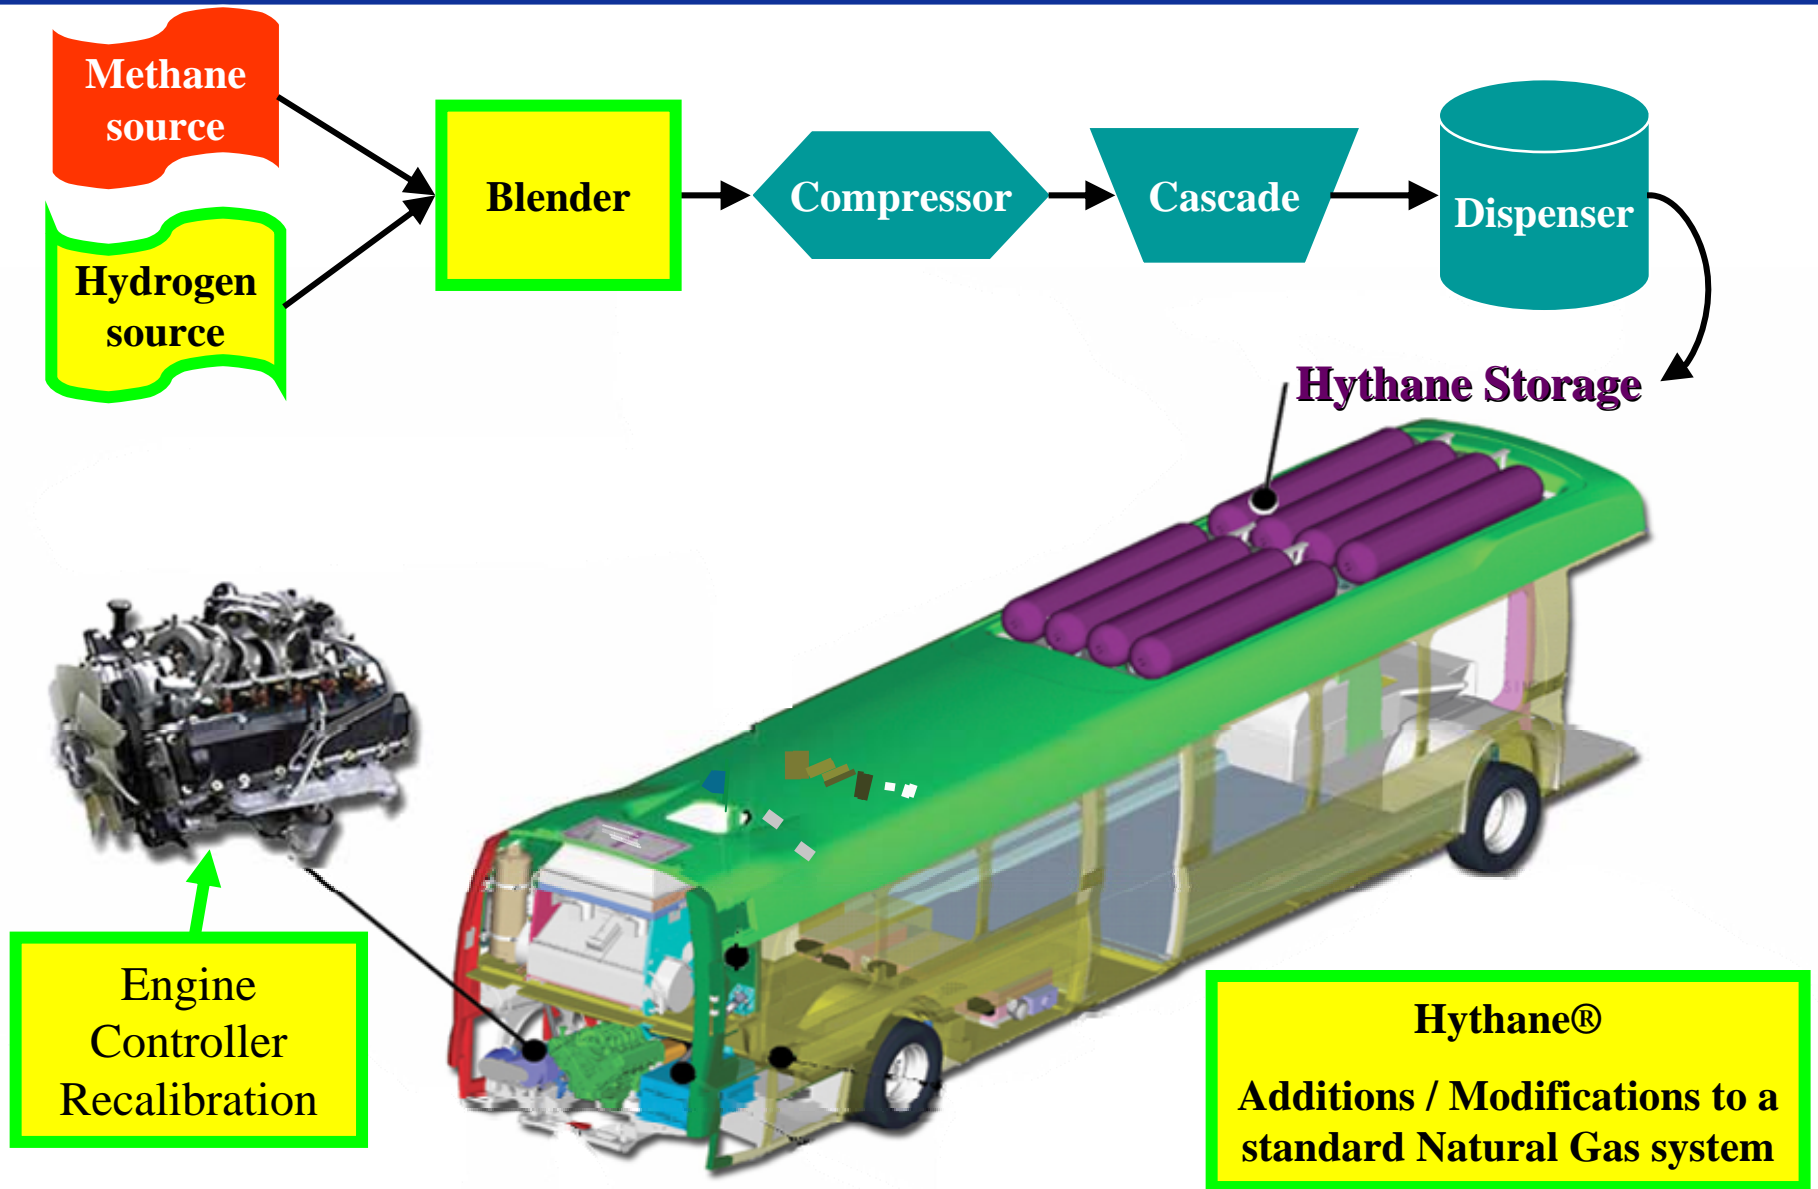 Methane
source
Hydrogen
source
Blender
Compressor
Cascade
Dispenser
Hythane Storage
Engine
Controller
Recalibration
Hythane®
Additions / Modifications to a
standard Natural Gas system